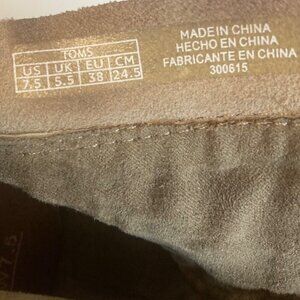 TOMS
US UK EU CM
7.5 5.5 38 24.5
MADE IN CHINA
HECHO EN CHINA
FABRICANTE EN CHINA
300615